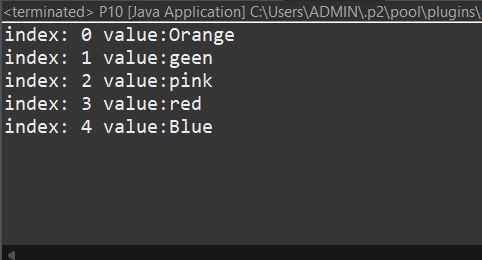 <terminated> P10 [Java Application] C:\Users\ADMIN\.p2\pool\plugins\
index: 0 value:Orange
index: 1 value:geen
index: 2 value:pink
index: 3 value:red
index: 4 value:Blue